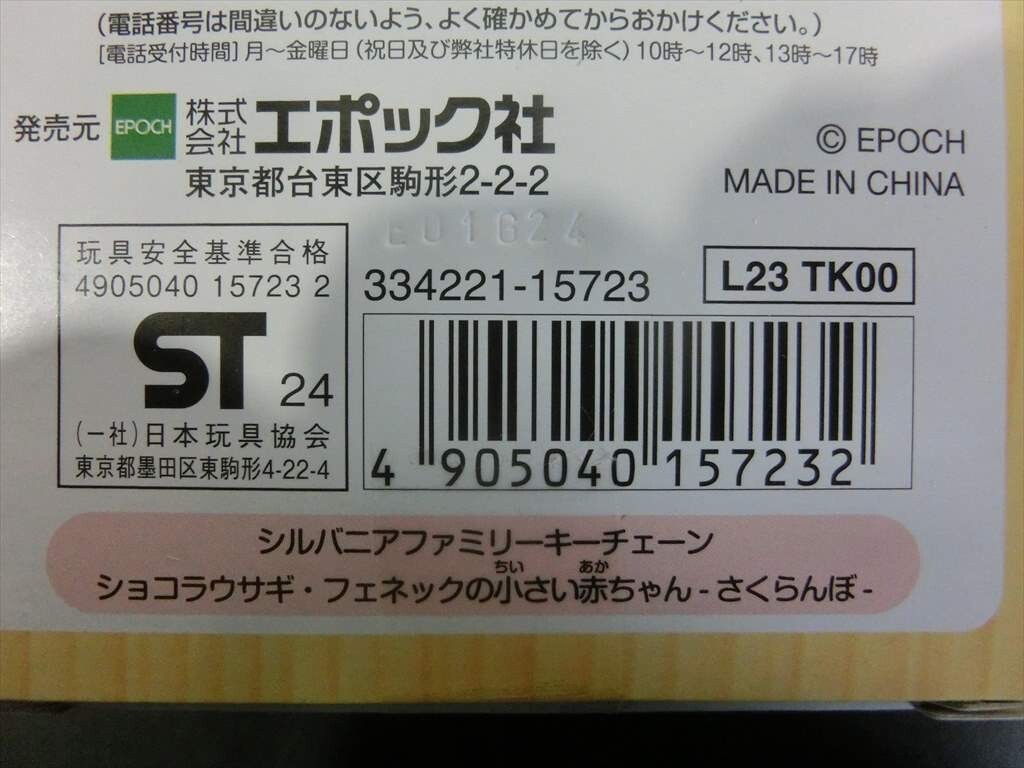 (電話番号は間違いのないよう、よく確かめてからおかけください。)
[電話受付時間] 月～金曜日 (祝日及び弊社特休日を除く) 10時～12時、13時～17時
発売元 EPOCH 株式会社 エポック社
東京都台東区駒形2-2-2
© EPOCH
MADE IN CHINA
玩具安全基準合格
4905040 15723 2
ST 24
(一社)日本玩具協会
東京都墨田区東駒形4-22-4
334221-15723
L23 TK00
4 905040 157232
シルバニアファミリーキーチェーン
ショコラウサギ・フェネックの小さい赤ちゃん - さくらんぼ -
ちい あか